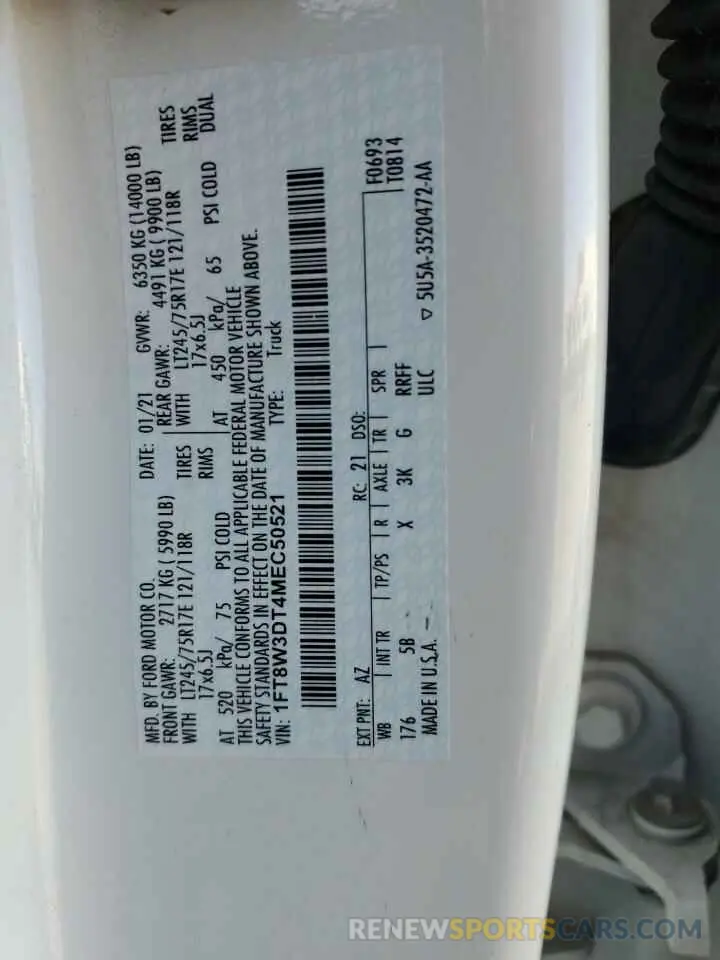 MFD. BY FORD MOTOR CO.
DATE: 01/21 GVWR: 6350 KG (14000 LB)
FRONT GAWR: 2717 KG ( 5990 LB) REAR GAWR: 4491 KG ( 9900 LB)
WITH LT245/75R17E 121/118R TIRES WITH LT245/75R17E 121/118R TIRES
17x6.5J RIMS 17x6.5J RIMS
AT 520 kPa/ 75 PSI COLD AT 450 kPa/ 65 PSI COLD DUAL
THIS VEHICLE CONFORMS TO ALL APPLICABLE FEDERAL MOTOR VEHICLE
SAFETY STANDARDS IN EFFECT ON THE DATE OF MANUFACTURE SHOWN ABOVE.
VIN: 1FT8W3DT4MEC50521 TYPE: Truck
F0693
EXT PNT: AZ RC: 21 DSO: T0814
WB INT TR TP/PS R AXLE TR SPR
176 5B X 3K G RRFF
MADE IN U.S.A. ULC ▽ 5U5A-3520472-AA
RENEWSPORTSCARS.COM